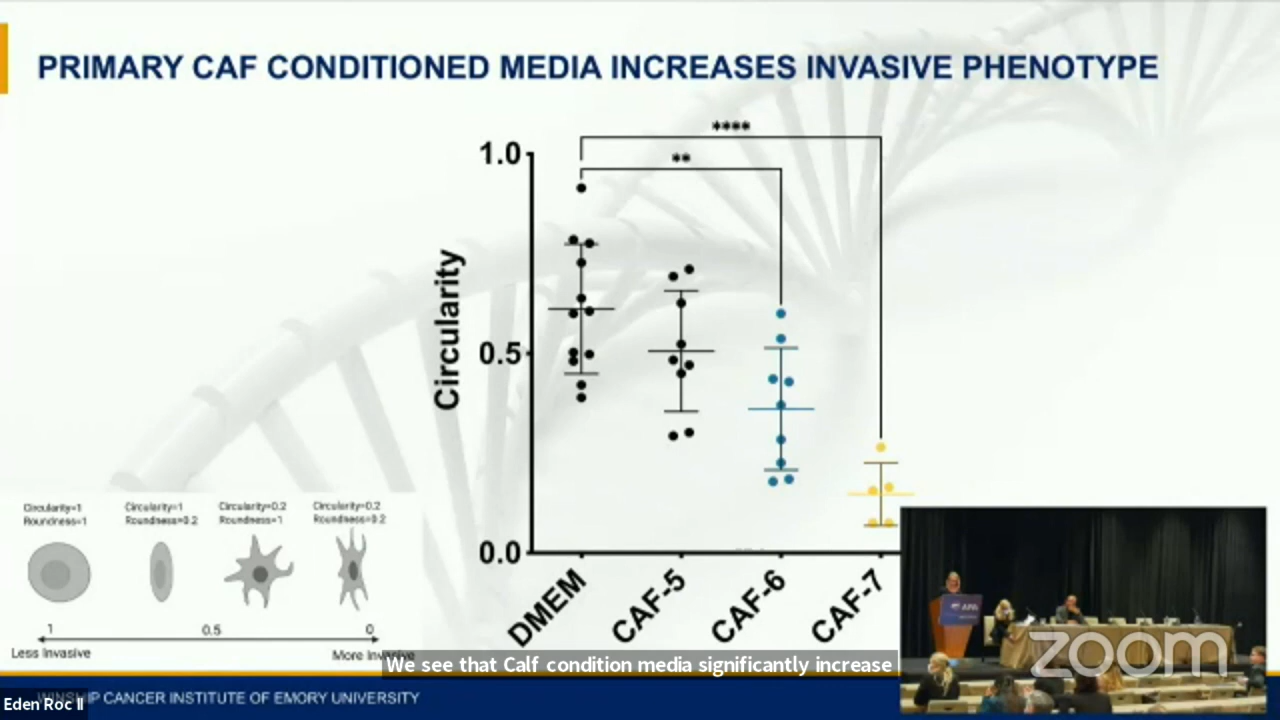 PRIMARY CAF CONDITIONED MEDIA INCREASES INVASIVE PHENOTYPE
****
**
1.0
0.5
0.0
Circularity
DMEM
CAF-5
CAF-6
CAF-7
Circularity=1
Roundness=1
Circularity=1
Roundness=0.2
Circularity=0.2
Roundness=1
Circularity=0.2
Roundness=0.2
1
0.5
0
Less Invasive
More Invasive
We see that Calf condition media significantly increase
WINSHIP CANCER INSTITUTE OF EMORY UNIVERSITY
Eden Roc II
zoom